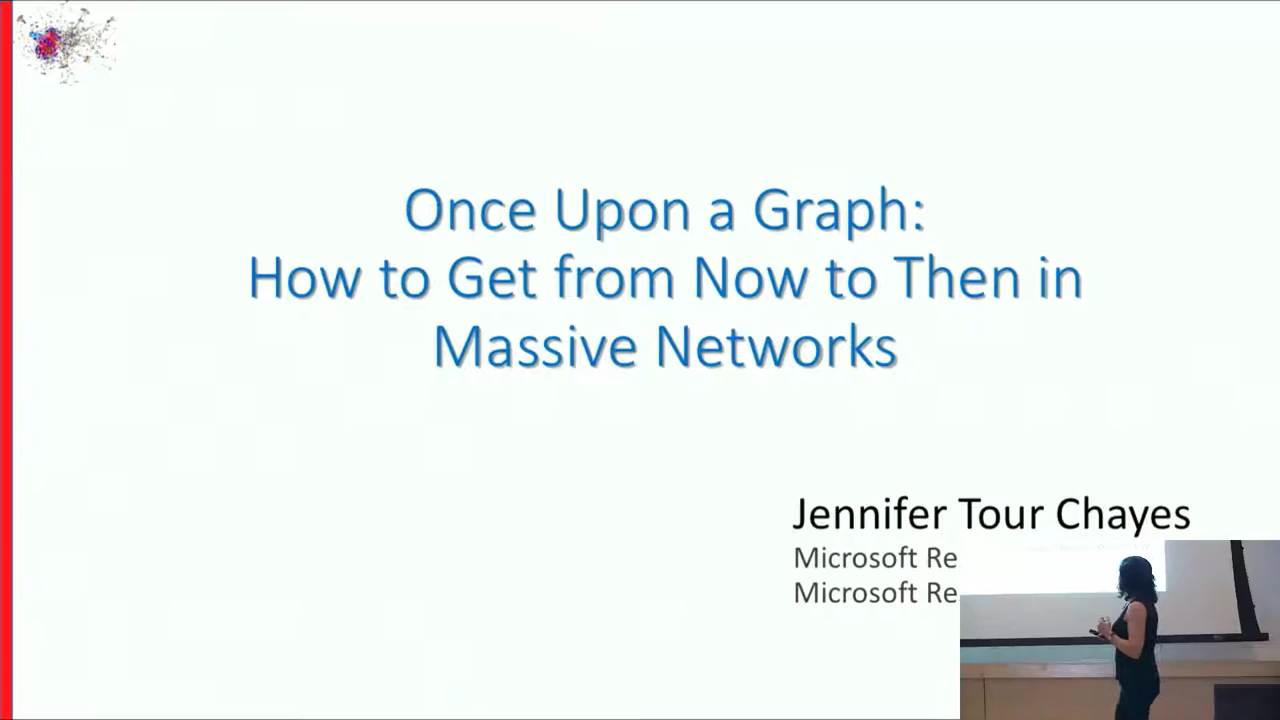 Once Upon a Graph:
How to Get from Now to Then in
Massive Networks
Jennifer Tour Chayes
Microsoft Re
Microsoft Re